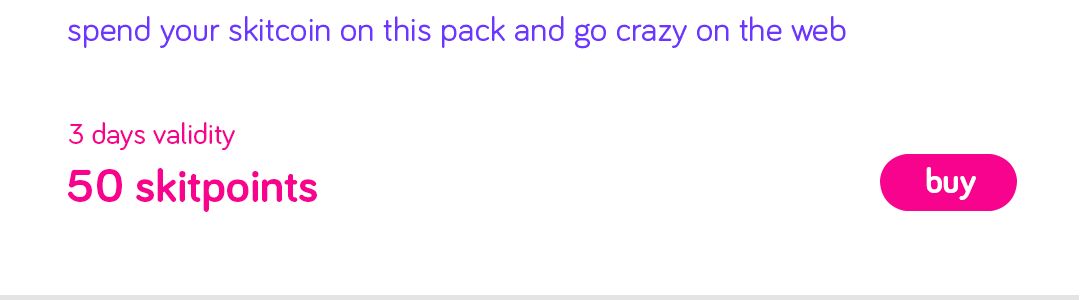 spend your skitcoin on this pack and go crazy on the web
3 days validity
50 skitpoints
buy